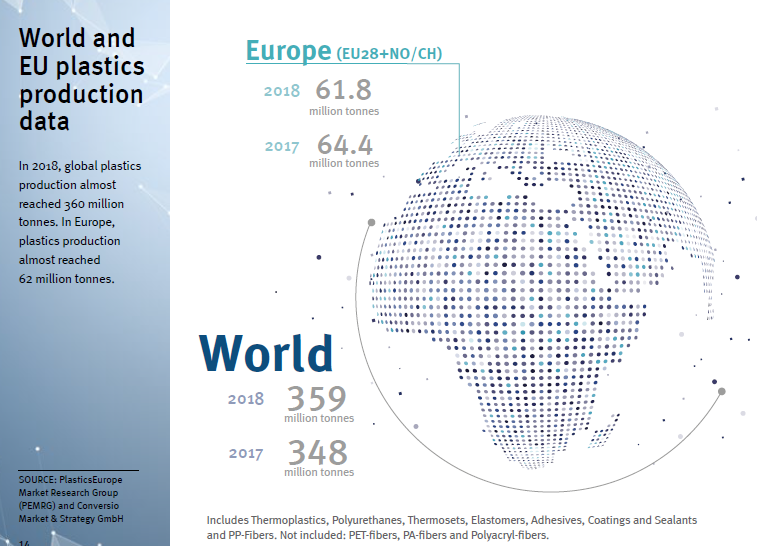 World and
EU plastics
production
data
In 2018, global plastics
production almost
reached 360 million
tonnes. In Europe,
plastics production
almost reached
62 million tonnes.
SOURCE: PlasticsEurope
Market Research Group
(PEMRG) and Conversio
Market & Strategy GmbH
14
Europe (EU28+NO/CH)
2018 61.8
million tonnes
2017 64.4
million tonnes
World
2018 359
million tonnes
2017 348
million tonnes
Includes Thermoplastics, Polyurethanes, Thermosets, Elastomers, Adhesives, Coatings and Sealants
and PP-Fibers. Not included: PET-fibers, PA-fibers and Polyacryl-fibers.